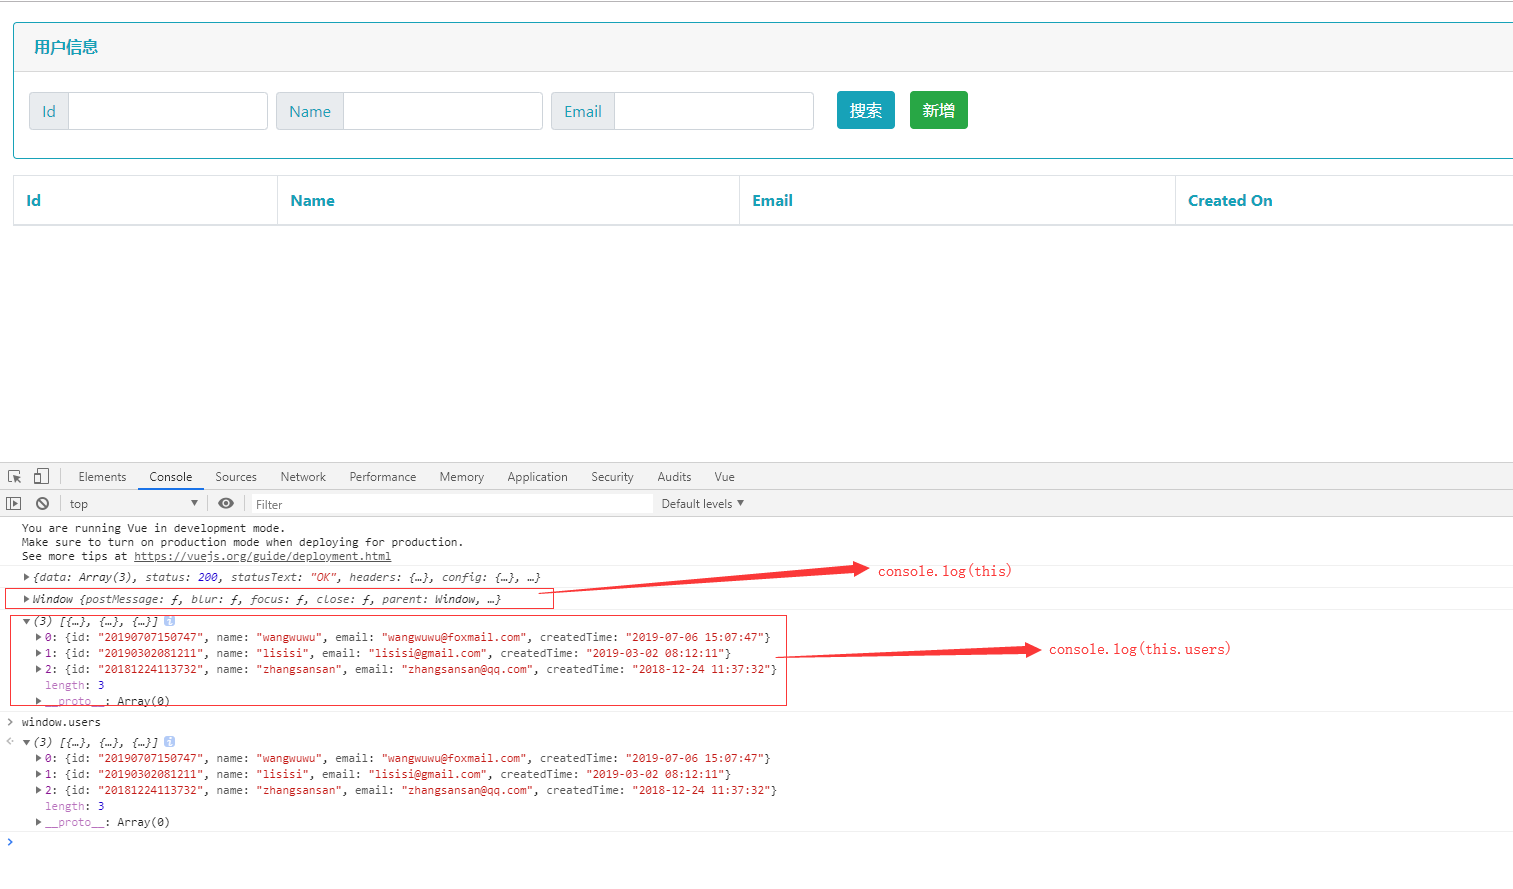 用户信息
Id Name Email 搜索 新增
Id Name Email Created On
Elements Console Sources Network Performance Memory Application Security Audits Vue
top Filter Default levels
You are running Vue in development mode.
Make sure to turn on production mode when deploying for production.
See more tips at https://vuejs.org/guide/deployment.html
{data: Array(3), status: 200, statusText: "OK", headers: {…}, config: {…}, …}
console.log(this)
Window {postMessage: ƒ, blur: ƒ, focus: ƒ, close: ƒ, parent: Window, …}
(3) [{…}, {…}, {…}]
0: {id: "20190707150747", name: "wangwuwu", email: "wangwuwu@foxmail.com", createdTime: "2019-07-06 15:07:47"}
1: {id: "20190302081211", name: "lisisi", email: "lisisi@gmail.com", createdTime: "2019-03-02 08:12:11"}
console.log(this.users)
2: {id: "20181224113732", name: "zhangsansan", email: "zhangsansan@qq.com", createdTime: "2018-12-24 11:37:32"}
length: 3
__proto__: Array(0)
window.users
(3) [{…}, {…}, {…}]
0: {id: "20190707150747", name: "wangwuwu", email: "wangwuwu@foxmail.com", createdTime: "2019-07-06 15:07:47"}
1: {id: "20190302081211", name: "lisisi", email: "lisisi@gmail.com", createdTime: "2019-03-02 08:12:11"}
2: {id: "20181224113732", name: "zhangsansan", email: "zhangsansan@qq.com", createdTime: "2018-12-24 11:37:32"}
length: 3
__proto__: Array(0)